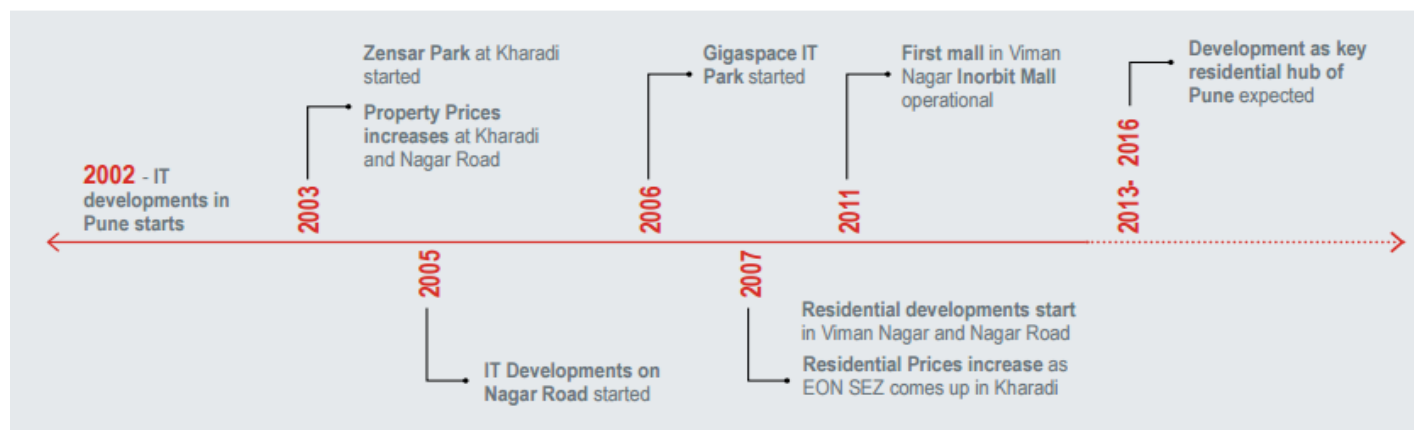 2002 - IT
developments in
Pune starts
2003
Zensar Park at Kharadi
started
Property Prices
increases at Kharadi
and Nagar Road
2005
IT Developments on
Nagar Road started
2006
Gigaspace IT
Park started
2007
Residential developments start
in Viman Nagar and Nagar Road
Residential Prices increase as
EON SEZ comes up in Kharadi
2011
First mall in Viman
Nagar Inorbit Mall
operational
2013- 2016
Development as key
residential hub of
Pune expected